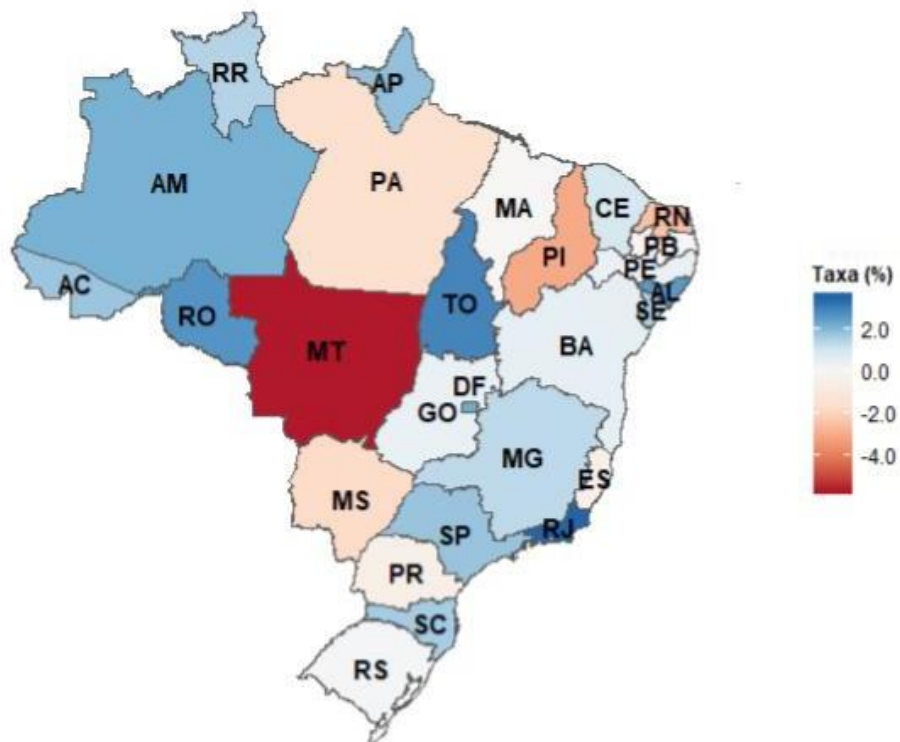 RR
AP
AM
PA
MA
CE
RN
PB
PI
PE
AC
AL
RO
TO
SE
BA
MT
DF
GO
MG
ES
MS
SP
RJ
PR
SC
RS
Taxa (%)
2.0
0.0
-2.0
-4.0